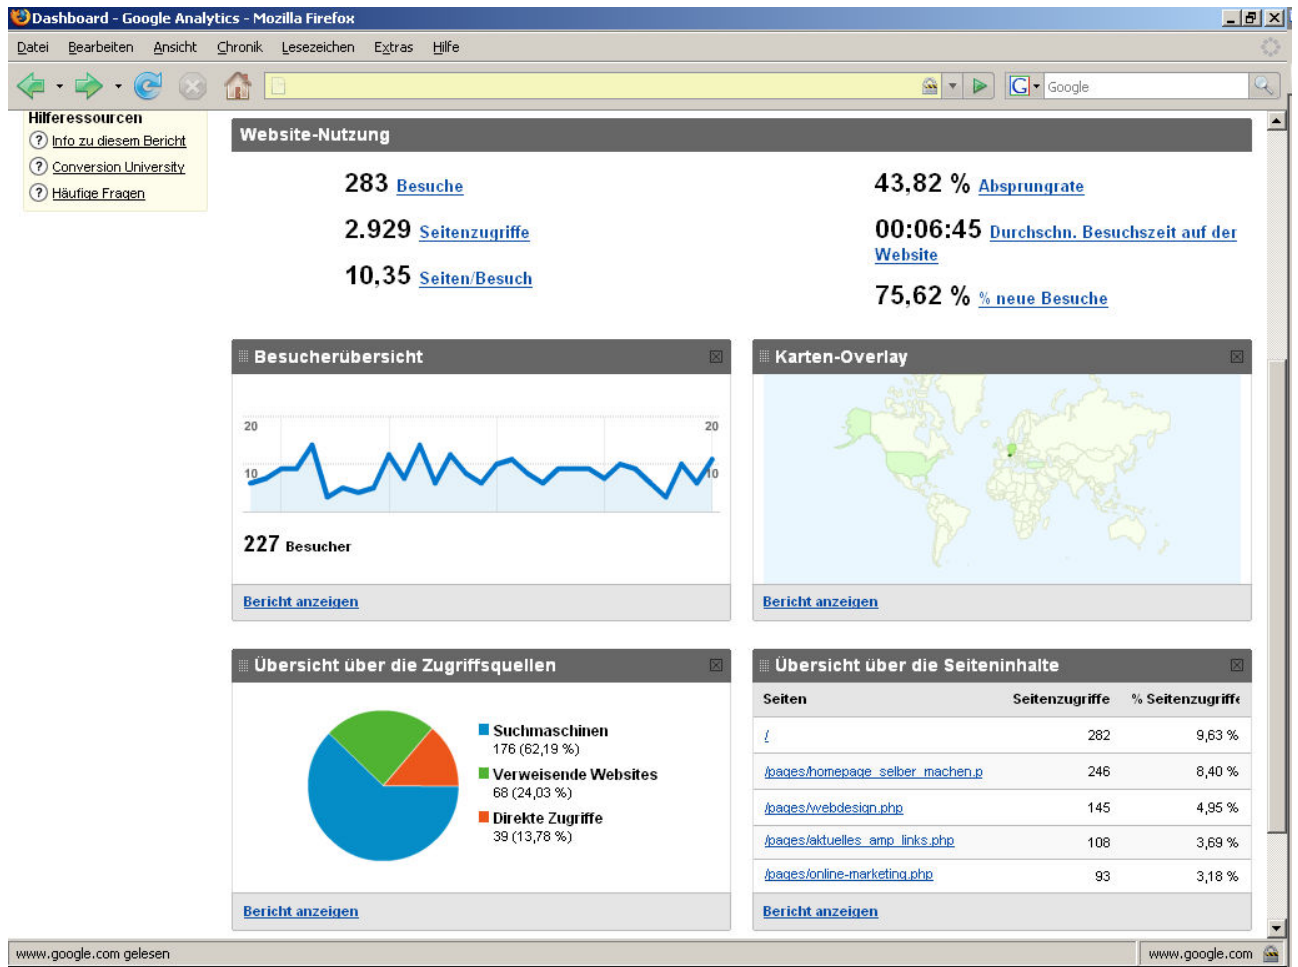 Dashboard - Google Analytics - Mozilla Firefox
Datei Bearbeiten Ansicht Chronik Lesezeichen Extras Hilfe
G Google
Hilferessourcen
? Info zu diesem Bericht
? Conversion University
? Häufige Fragen
Website-Nutzung
283 Besuche
2.929 Seitenzugriffe
10,35 Seiten/Besuch
43,82 % Absprungrate
00:06:45 Durchschn. Besuchszeit auf der
Website
75,62 % % neue Besuche
Besucherübersicht
20 20
10 10
227 Besucher
Bericht anzeigen
Karten-Overlay
Bericht anzeigen
Übersicht über die Zugriffsquellen
Suchmaschinen
176 (62,19 %)
Verweisende Websites
68 (24,03 %)
Direkte Zugriffe
39 (13,78 %)
Bericht anzeigen
Übersicht über die Seiteninhalte
Seiten Seitenzugriffe % Seitenzugriffe
/ 282 9,63 %
/pages/homepage_selber_machen.p 246 8,40 %
/pages/webdesign.php 145 4,95 %
/pages/aktuelles_amp_links.php 108 3,69 %
/pages/online-marketing.php 93 3,18 %
Bericht anzeigen
www.google.com gelesen www.google.com